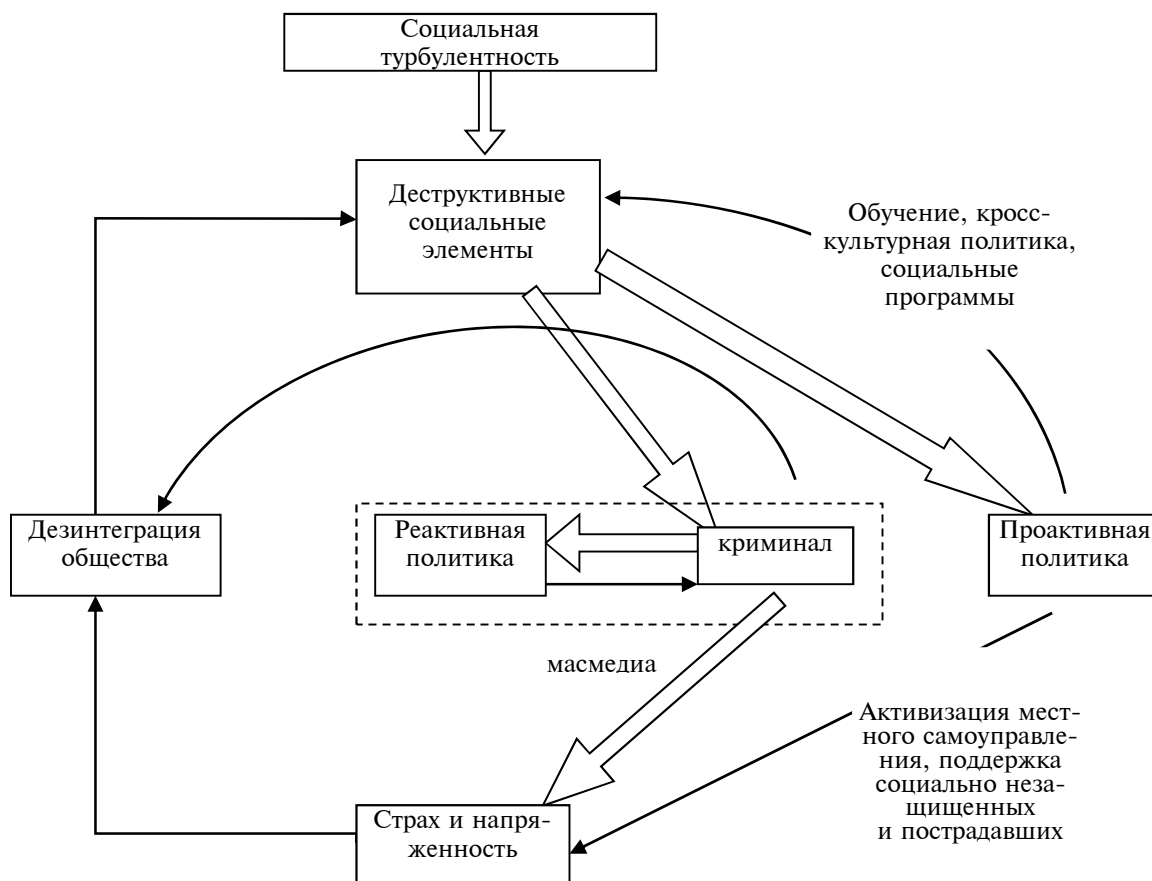 Социальная
турбулентность
Деструктивные
социальные
элементы
Обучение, кросс-
культурная политика,
социальные
программы
Дезинтеграция
общества
Реактивная
политика
криминал
Проактивная
политика
масмедиа
Активизация мест-
ного самоуправле-
ния, поддержка
социально неза-
щищенных
и пострадавших
Страх и напря-
женность